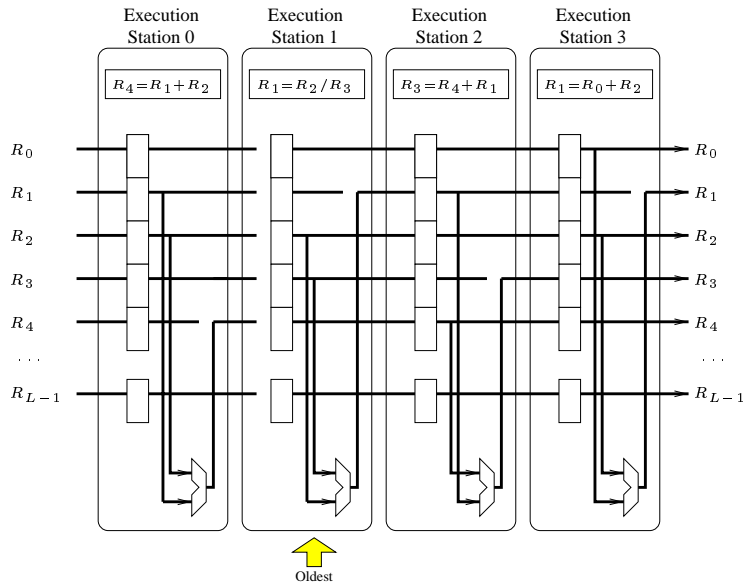 Execution Station 0
Execution Station 1
Execution Station 2
Execution Station 3
R4=R1+R2
R1=R2/R3
R3=R4+R1
R1=R0+R2
R0
R0
R1
R1
R2
R2
R3
R3
R4
R4
...
...
RL−1
RL−1
Oldest